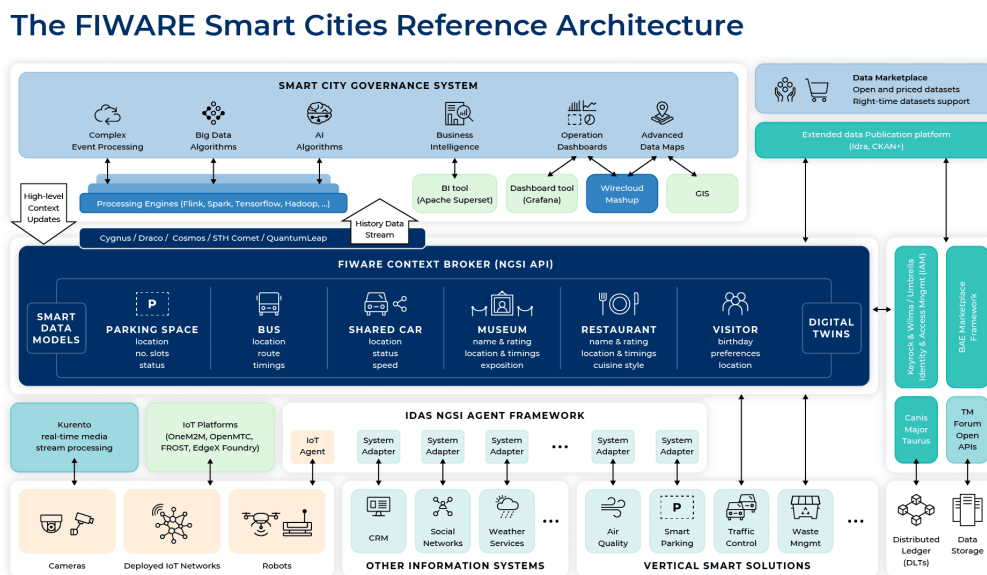 The FIWARE Smart Cities Reference Architecture
SMART CITY GOVERNANCE SYSTEM
Complex
Event Processing
Big Data
Algorithms
AI
Algorithms
Business
Intelligence
Operation
Dashboards
Advanced
Data Maps
Data Marketplace
Open and priced datasets
Right-time datasets support
Extended data Publication platform
(Idra, CKAN+)
High-level
Context
Updates
Processing Engines (Flink, Spark, Tensorflow, Hadoop, ...)
BI tool
(Apache Superset)
Dashboard tool
(Grafana)
Wirecloud
Mashup
GIS
History Data
Stream
Cygnus / Draco / Cosmos / STH Comet / QuantumLeap
FIWARE CONTEXT BROKER (NGSI API)
SMART
DATA
MODELS
PARKING SPACE
location
no. slots
status
BUS
location
route
timings
SHARED CAR
location
status
speed
MUSEUM
name & rating
location & timings
exposition
RESTAURANT
name & rating
location & timings
cuisine style
VISITOR
birthday
preferences
location
DIGITAL
TWINS
Keyrock & Wilma / Umbrella
Identity & Access Mngmt (IAM)
BAE Marketplace
Framework
Kurento
real-time media
stream processing
IoT Platforms
(OneM2M, OpenMTC,
FROST, EdgeX Foundry)
IDAS NGSI AGENT FRAMEWORK
IoT
Agent
System
Adapter
System
Adapter
System
Adapter
...
System
Adapter
System
Adapter
Canis
Major
Taurus
TM
Forum
Open
APIs
Cameras
Deployed IoT Networks
Robots
CRM
Social
Networks
Weather
Services
...
OTHER INFORMATION SYSTEMS
Air
Quality
P
Smart
Parking
Traffic
Control
Waste
Mngmt
...
VERTICAL SMART SOLUTIONS
Distributed
Ledger
(DLTs)
Data
Storage